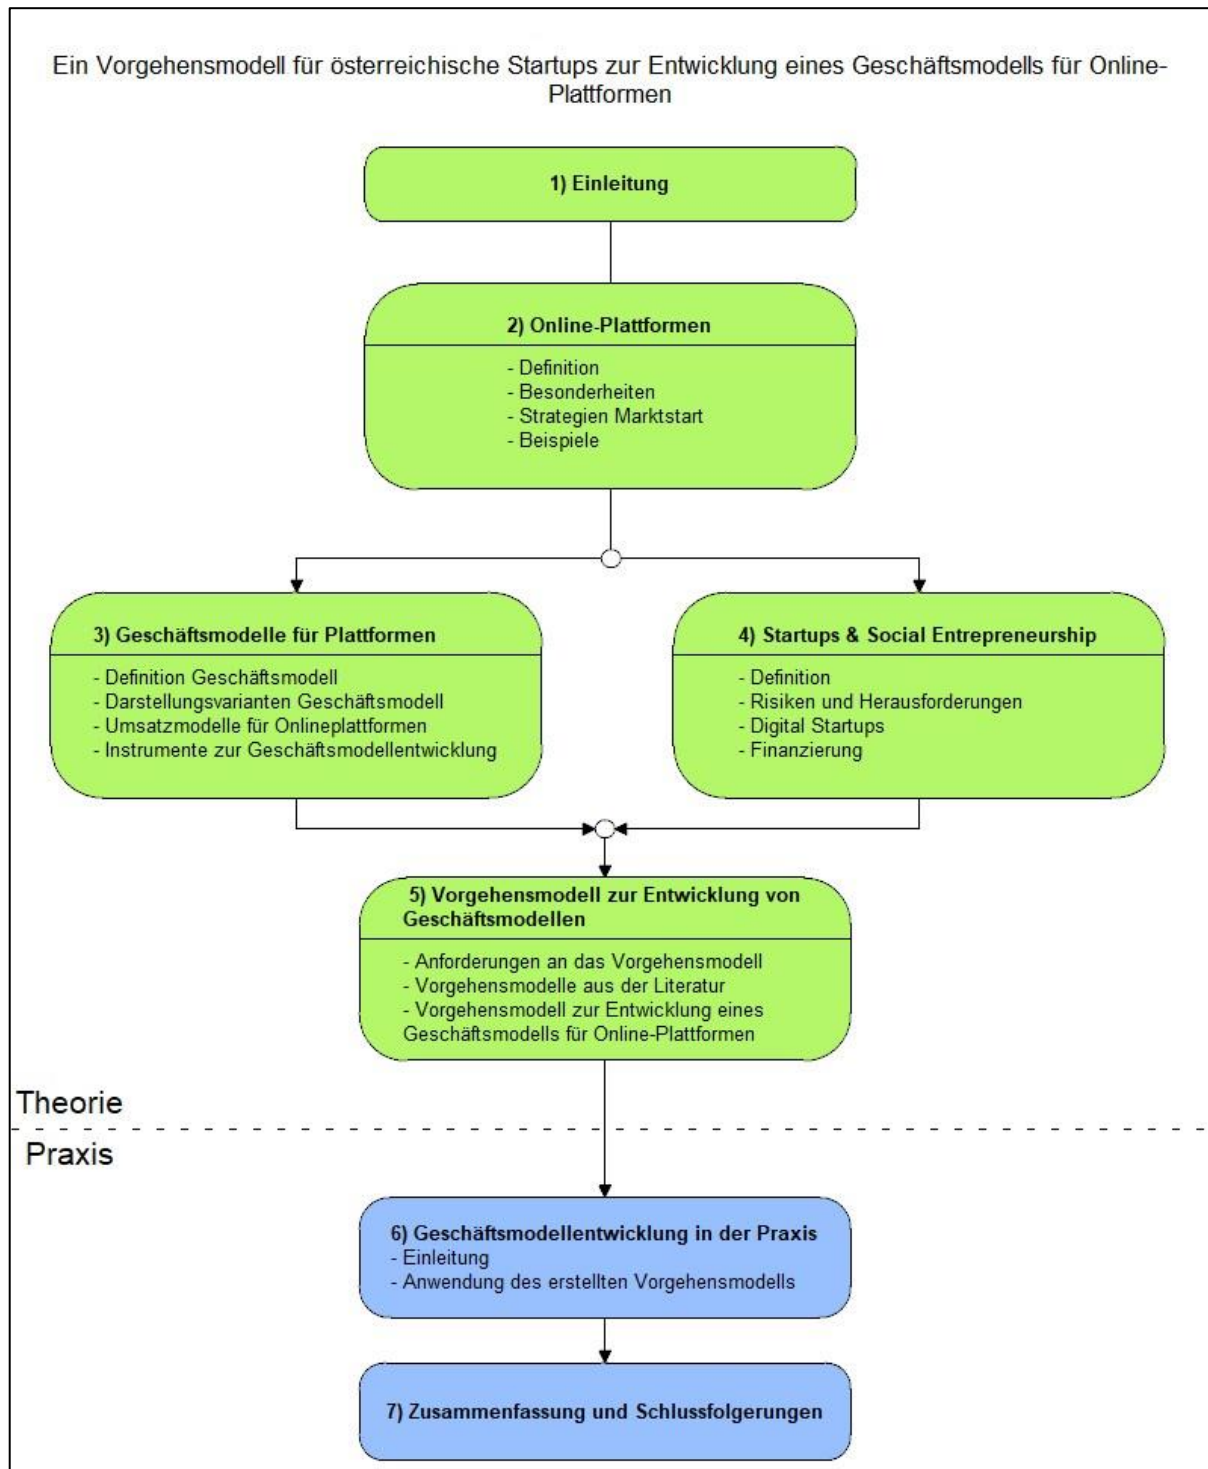 Ein Vorgehensmodell für österreichische Startups zur Entwicklung eines Geschäftsmodells für Online-
Plattformen
1) Einleitung
2) Online-Plattformen
- Definition
- Besonderheiten
- Strategien Marktstart
- Beispiele
3) Geschäftsmodelle für Plattformen
- Definition Geschäftsmodell
- Darstellungsvarianten Geschäftsmodell
- Umsatzmodelle für Onlineplattformen
- Instrumente zur Geschäftsmodellentwicklung
4) Startups & Social Entrepreneurship
- Definition
- Risiken und Herausforderungen
- Digital Startups
- Finanzierung
5) Vorgehensmodell zur Entwicklung von
Geschäftsmodellen
- Anforderungen an das Vorgehensmodell
- Vorgehensmodelle aus der Literatur
- Vorgehensmodell zur Entwicklung eines
Geschäftsmodells für Online-Plattformen
Theorie
Praxis
6) Geschäftsmodellentwicklung in der Praxis
- Einleitung
- Anwendung des erstellten Vorgehensmodells
7) Zusammenfassung und Schlussfolgerungen